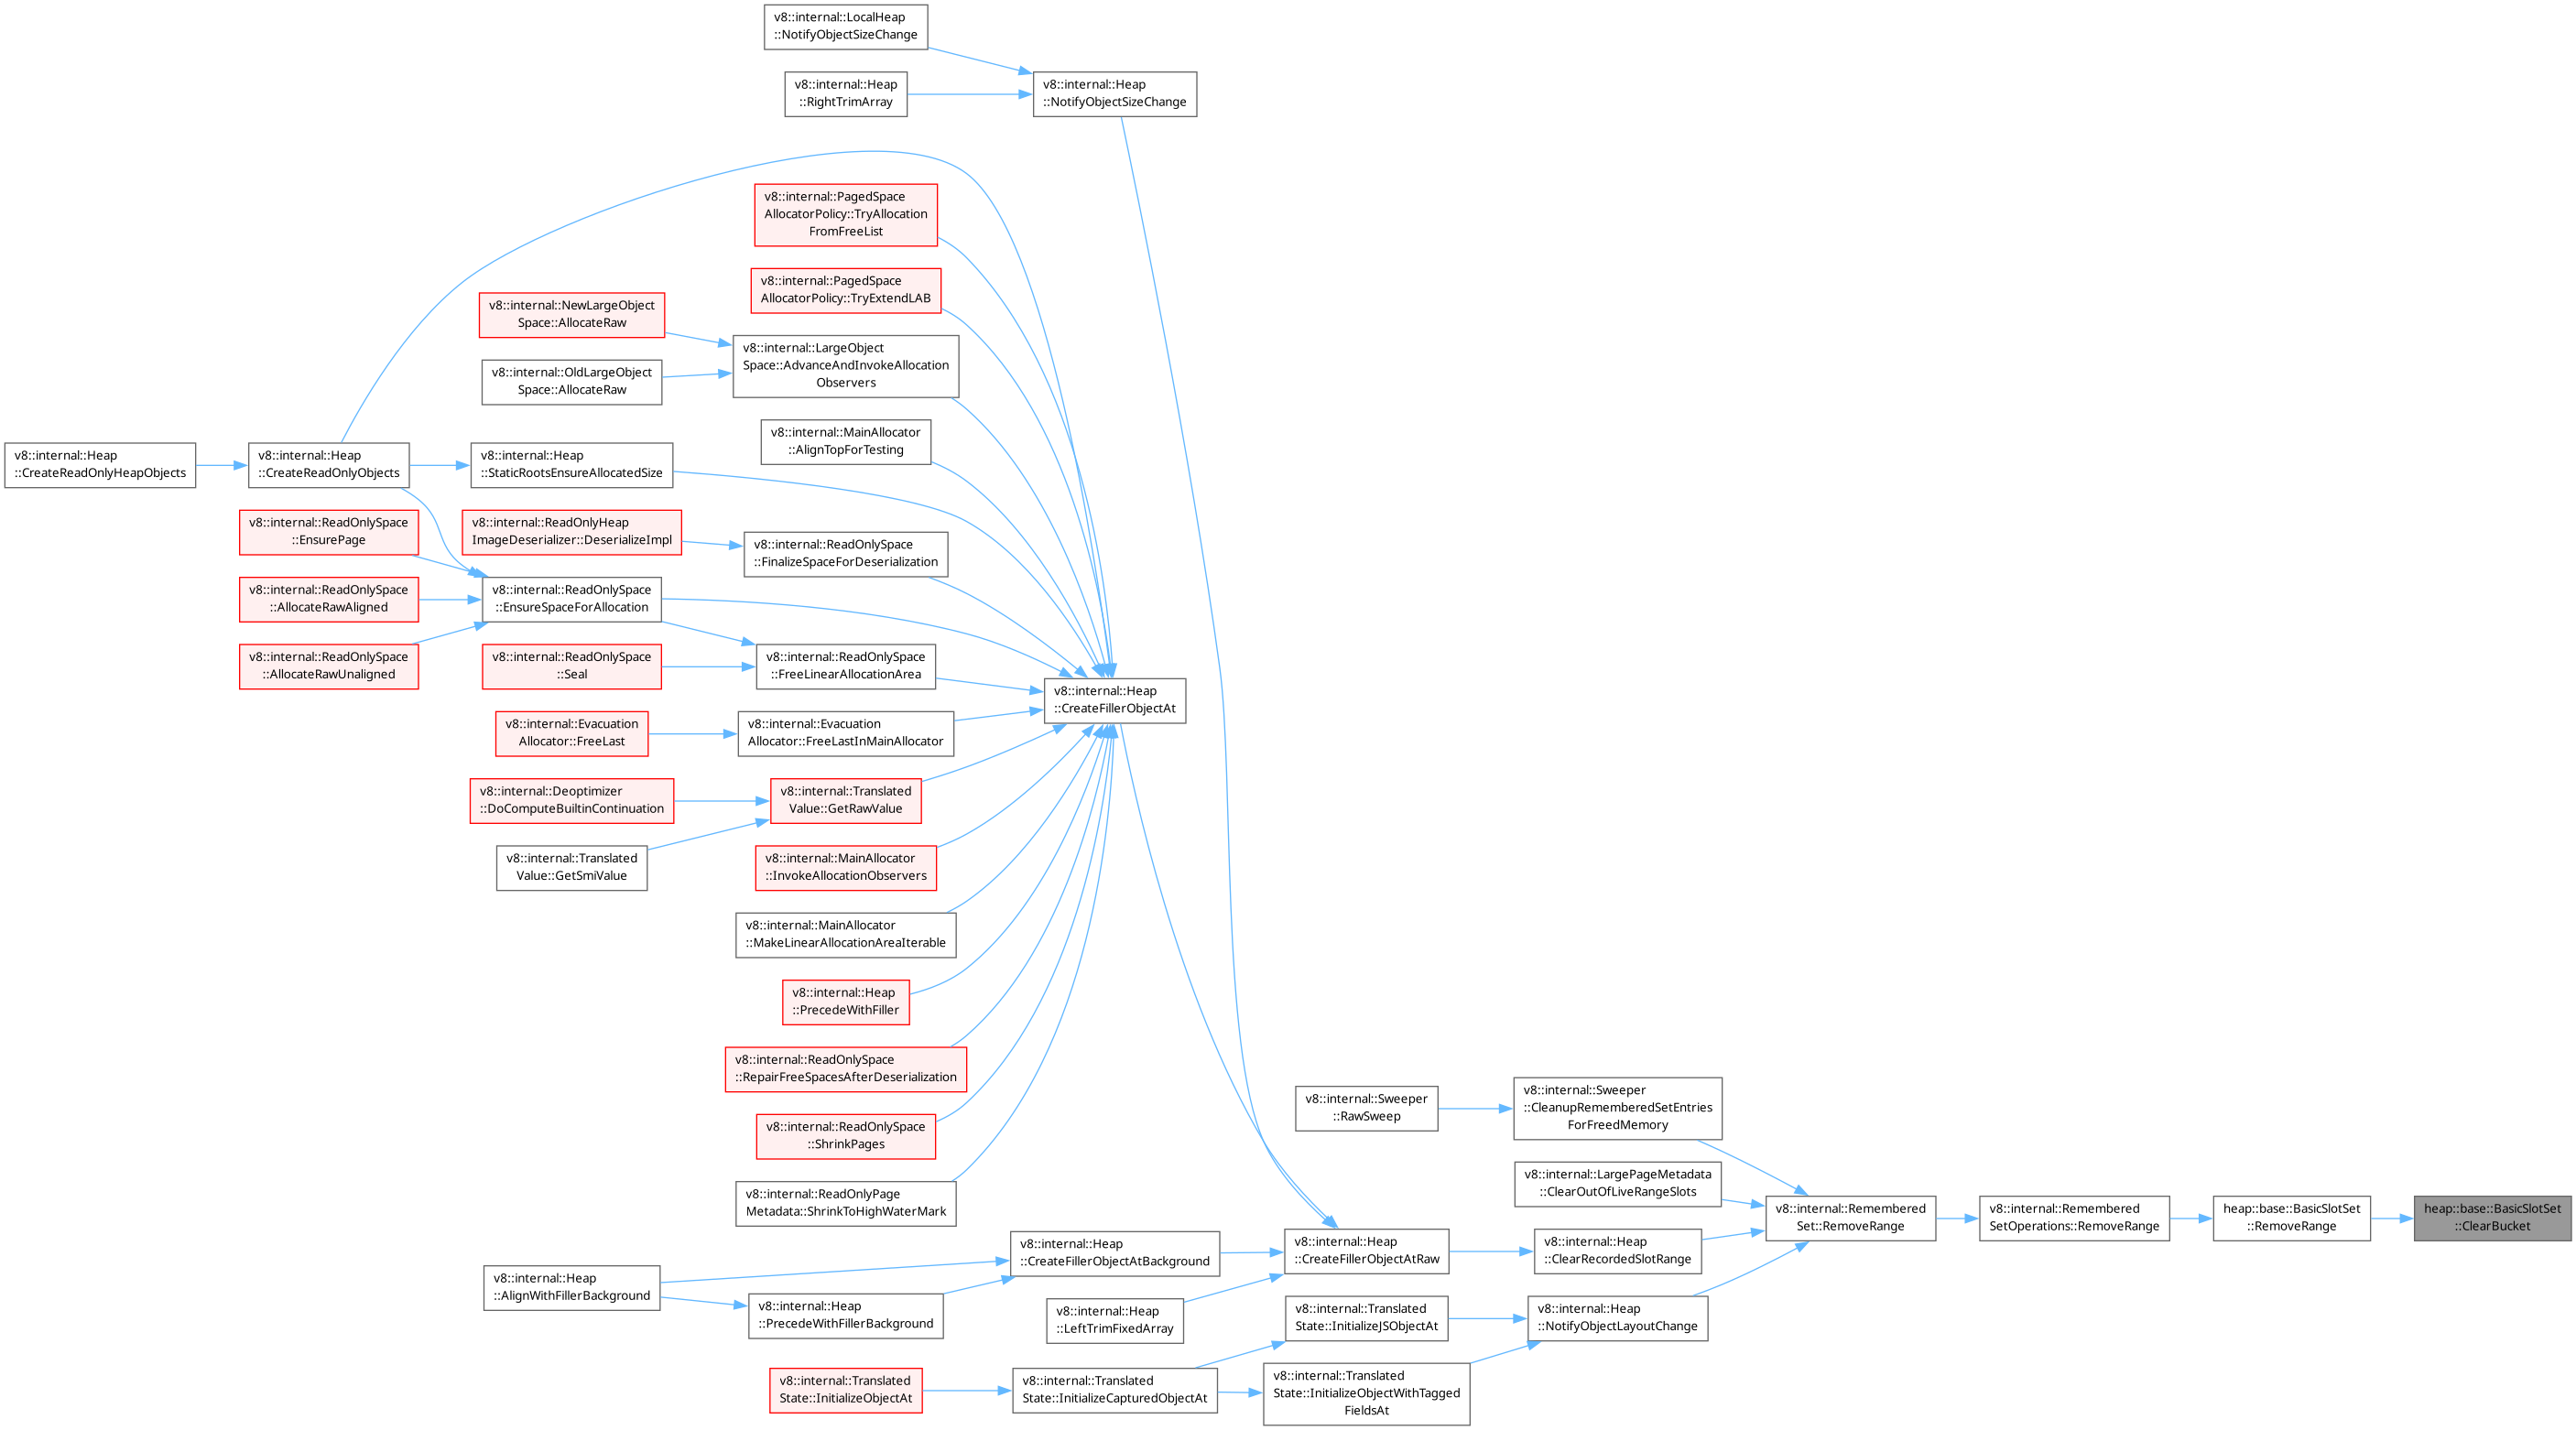 v8::internal::LocalHeap
::NotifyObjectSizeChange
v8::internal::Heap
::RightTrimArray
v8::internal::Heap
::NotifyObjectSizeChange
v8::internal::PagedSpace
AllocatorPolicy::TryAllocation
FromFreeList
v8::internal::PagedSpace
AllocatorPolicy::TryExtendLAB
v8::internal::NewLargeObject
Space::AllocateRaw
v8::internal::OldLargeObject
Space::AllocateRaw
v8::internal::LargeObject
Space::AdvanceAndInvokeAllocation
Observers
v8::internal::MainAllocator
::AlignTopForTesting
v8::internal::Heap
::CreateReadOnlyHeapObjects
v8::internal::Heap
::CreateReadOnlyObjects
v8::internal::Heap
::StaticRootsEnsureAllocatedSize
v8::internal::ReadOnlySpace
::EnsurePage
v8::internal::ReadOnlyHeap
ImageDeserializer::DeserializeImpl
v8::internal::ReadOnlySpace
::FinalizeSpaceForDeserialization
v8::internal::ReadOnlySpace
::AllocateRawAligned
v8::internal::ReadOnlySpace
::EnsureSpaceForAllocation
v8::internal::ReadOnlySpace
::AllocateRawUnaligned
v8::internal::ReadOnlySpace
::Seal
v8::internal::ReadOnlySpace
::FreeLinearAllocationArea
v8::internal::Heap
::CreateFillerObjectAt
v8::internal::Evacuation
Allocator::FreeLast
v8::internal::Evacuation
Allocator::FreeLastInMainAllocator
v8::internal::Deoptimizer
::DoComputeBuiltinContinuation
v8::internal::Translated
Value::GetRawValue
v8::internal::Translated
Value::GetSmiValue
v8::internal::MainAllocator
::InvokeAllocationObservers
v8::internal::MainAllocator
::MakeLinearAllocationAreaIterable
v8::internal::Heap
::PrecedeWithFiller
v8::internal::ReadOnlySpace
::RepairFreeSpacesAfterDeserialization
v8::internal::ReadOnlySpace
::ShrinkPages
v8::internal::ReadOnlyPage
Metadata::ShrinkToHighWaterMark
v8::internal::Sweeper
::RawSweep
v8::internal::Sweeper
::CleanupRememberedSetEntries
ForFreedMemory
v8::internal::LargePageMetadata
::ClearOutOfLiveRangeSlots
v8::internal::Remembered
Set::RemoveRange
v8::internal::Remembered
SetOperations::RemoveRange
heap::base::BasicSlotSet
::RemoveRange
heap::base::BasicSlotSet
::ClearBucket
v8::internal::Heap
::CreateFillerObjectAtBackground
v8::internal::Heap
::CreateFillerObjectAtRaw
v8::internal::Heap
::ClearRecordedSlotRange
v8::internal::Heap
::AlignWithFillerBackground
v8::internal::Heap
::PrecedeWithFillerBackground
v8::internal::Heap
::LeftTrimFixedArray
v8::internal::Translated
State::InitializeJSObjectAt
v8::internal::Heap
::NotifyObjectLayoutChange
v8::internal::Translated
State::InitializeObjectAt
v8::internal::Translated
State::InitializeCapturedObjectAt
v8::internal::Translated
State::InitializeObjectWithTagged
FieldsAt